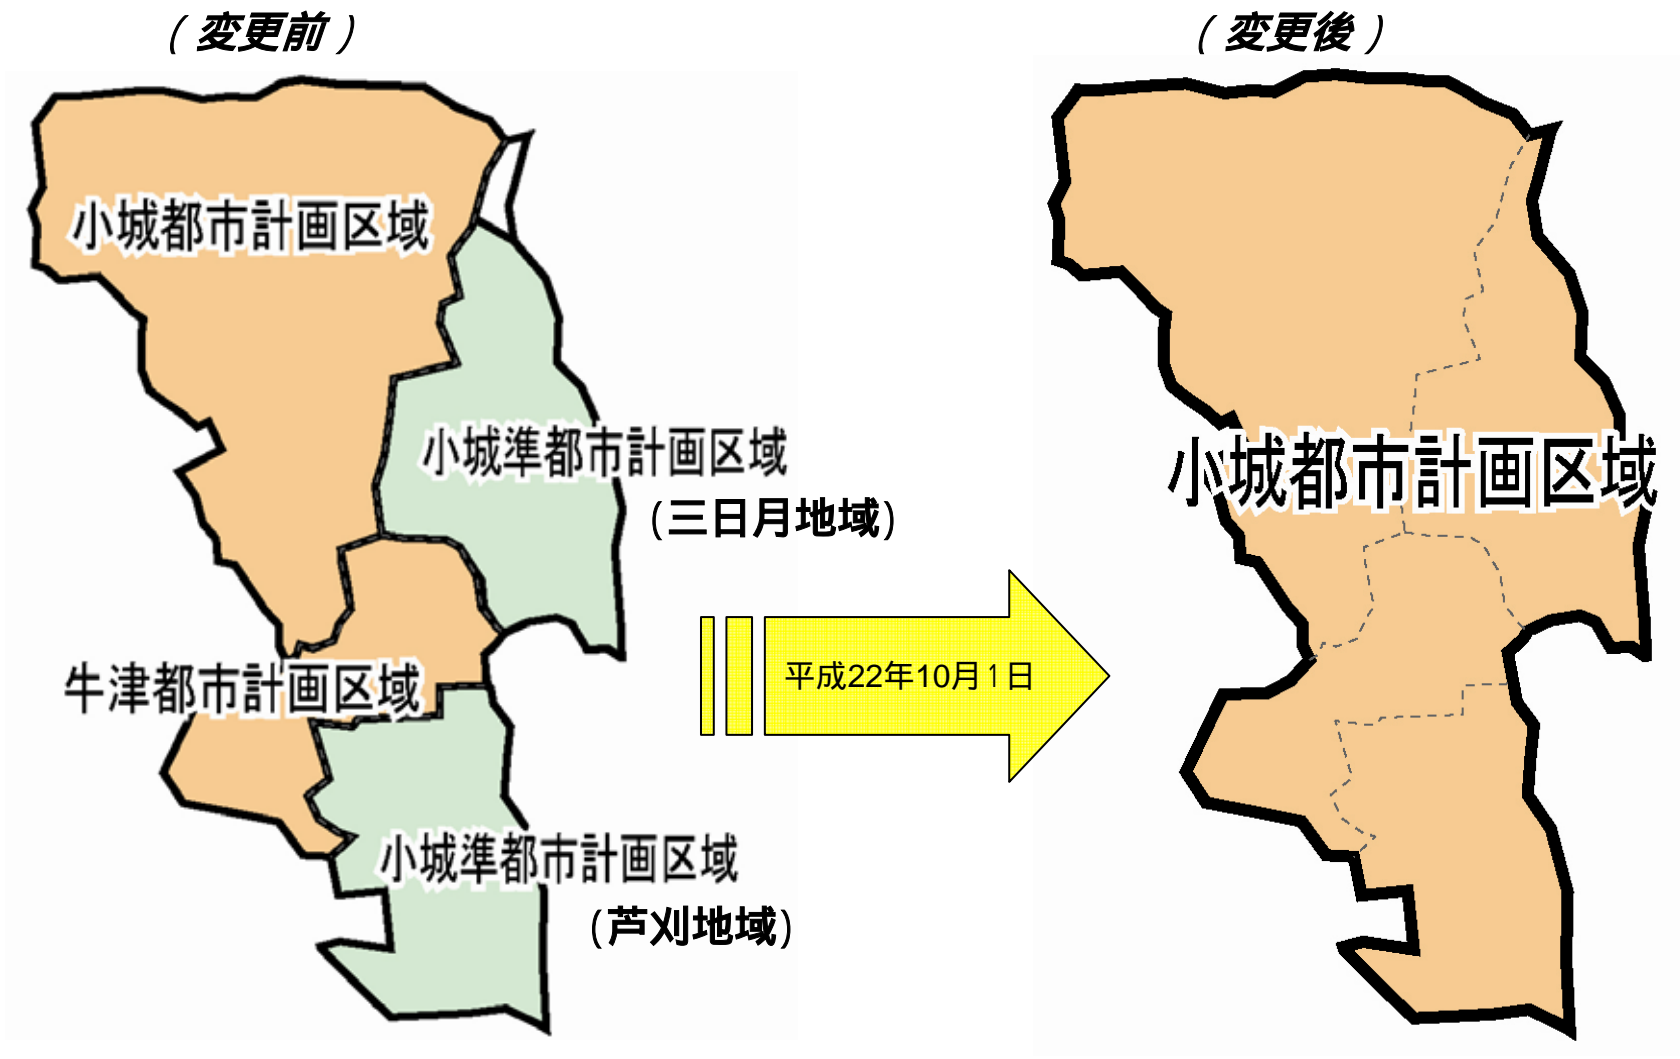 （変更前）
（変更後）
小城都市計画区域
小城準都市計画区域
（三日月地域）
小城都市計画区域
平成22年10月1日
牛津都市計画区域
小城準都市計画区域
（芦刈地域）